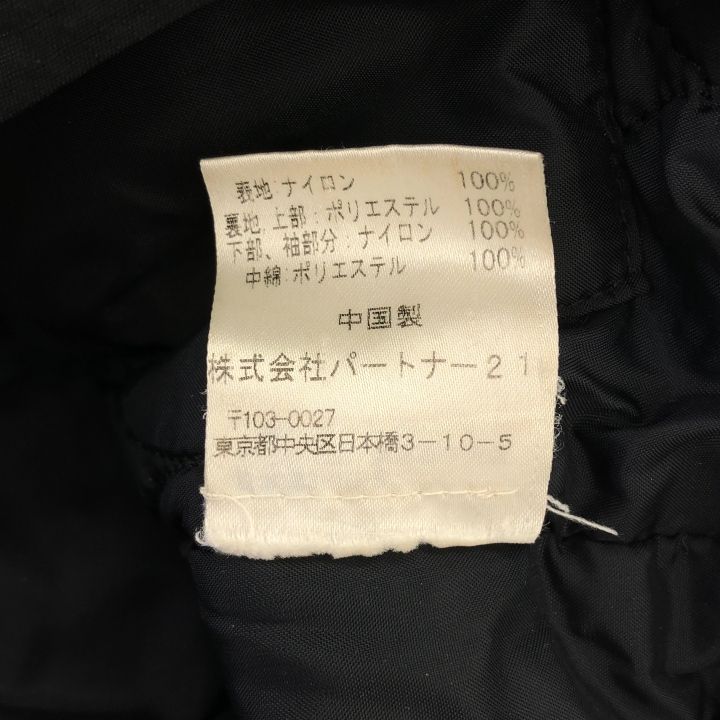 表地:ナイロン 100%
裏地:上部:ポリエステル 100%
下部、袖部分:ナイロン 100%
中綿:ポリエステル 100%
中国製
株式会社パートナー21
〒103-0027
東京都中央区日本橋3-10-5